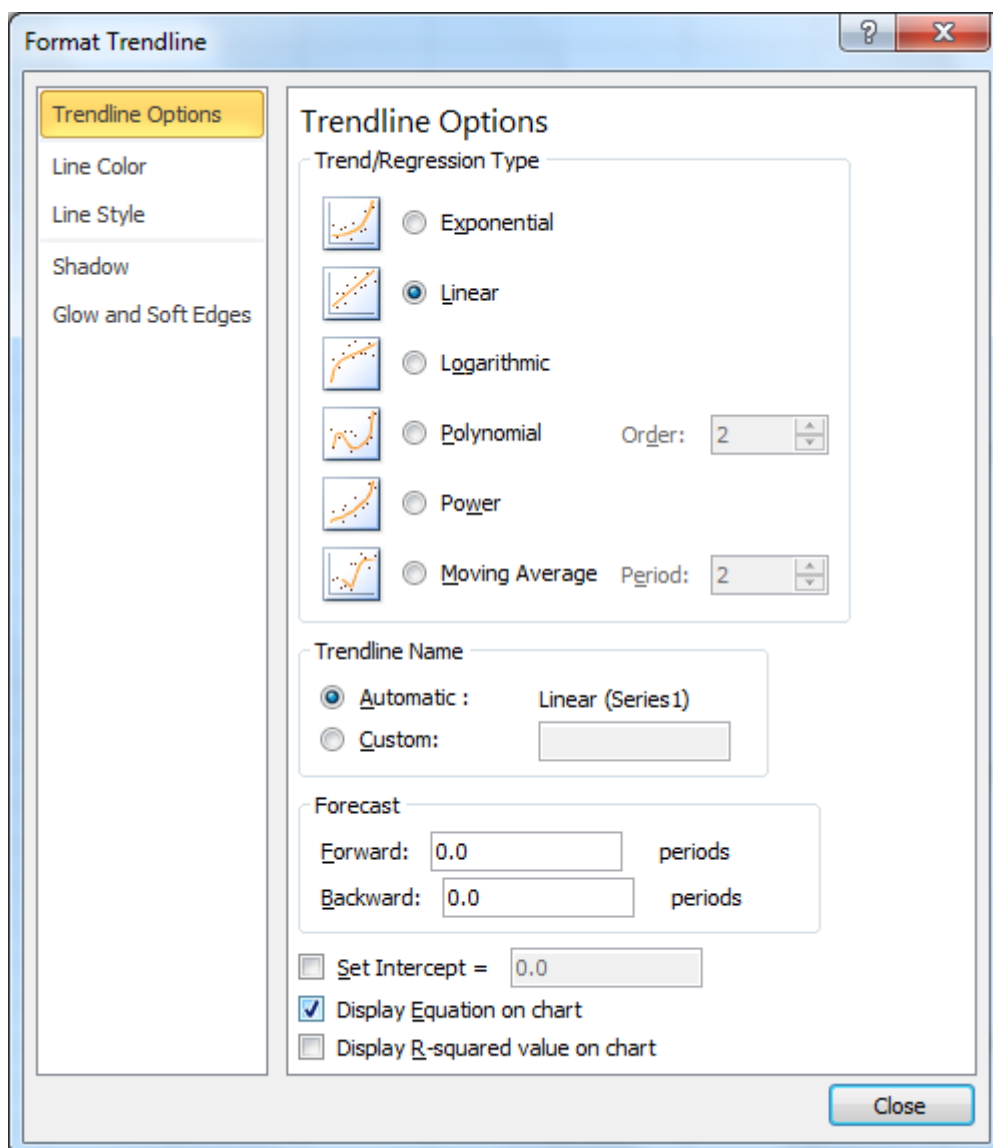 Format Trendline
Trendline Options
Line Color
Line Style
Shadow
Glow and Soft Edges
Trendline Options
Trend/Regression Type
Exponential
Linear
Logarithmic
Polynomial Order: 2
Power
Moving Average Period: 2
Trendline Name
Automatic : Linear (Series1)
Custom:
Forecast
Forward: 0.0 periods
Backward: 0.0 periods
Set Intercept = 0.0
Display Equation on chart
Display R-squared value on chart
Close